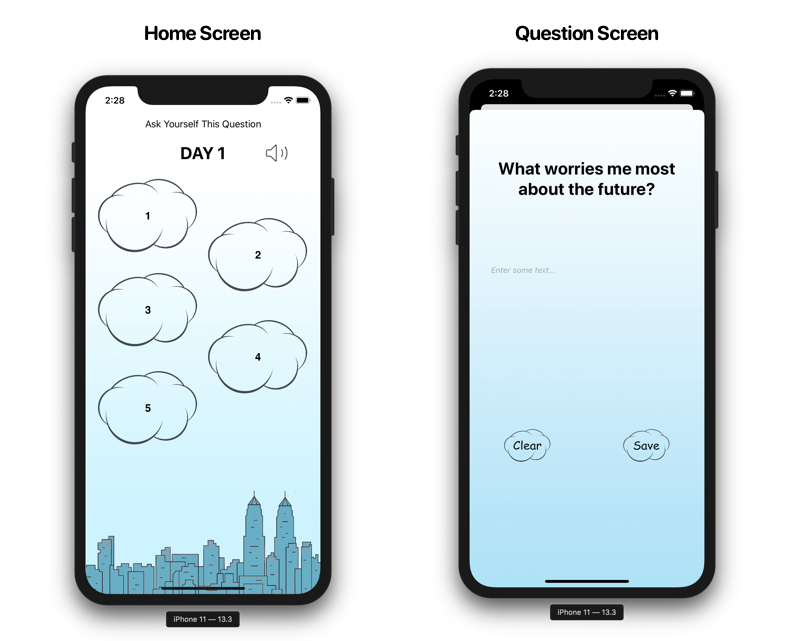 Home Screen
Question Screen
2:28
Ask Yourself This Question
DAY 1
1
2
3
4
5
iPhone 11 — 13.3
2:28
What worries me most
about the future?
Enter some text...
Clear
Save
iPhone 11 — 13.3